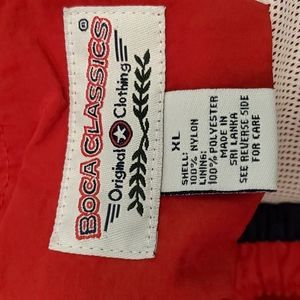 BOCA CLASSICS
®
Original Clothing
XL
SHELL:
100% NYLON
LINING:
100% POLYESTER
MADE IN
SRI LANKA
SEE REVERSE SIDE
FOR CARE